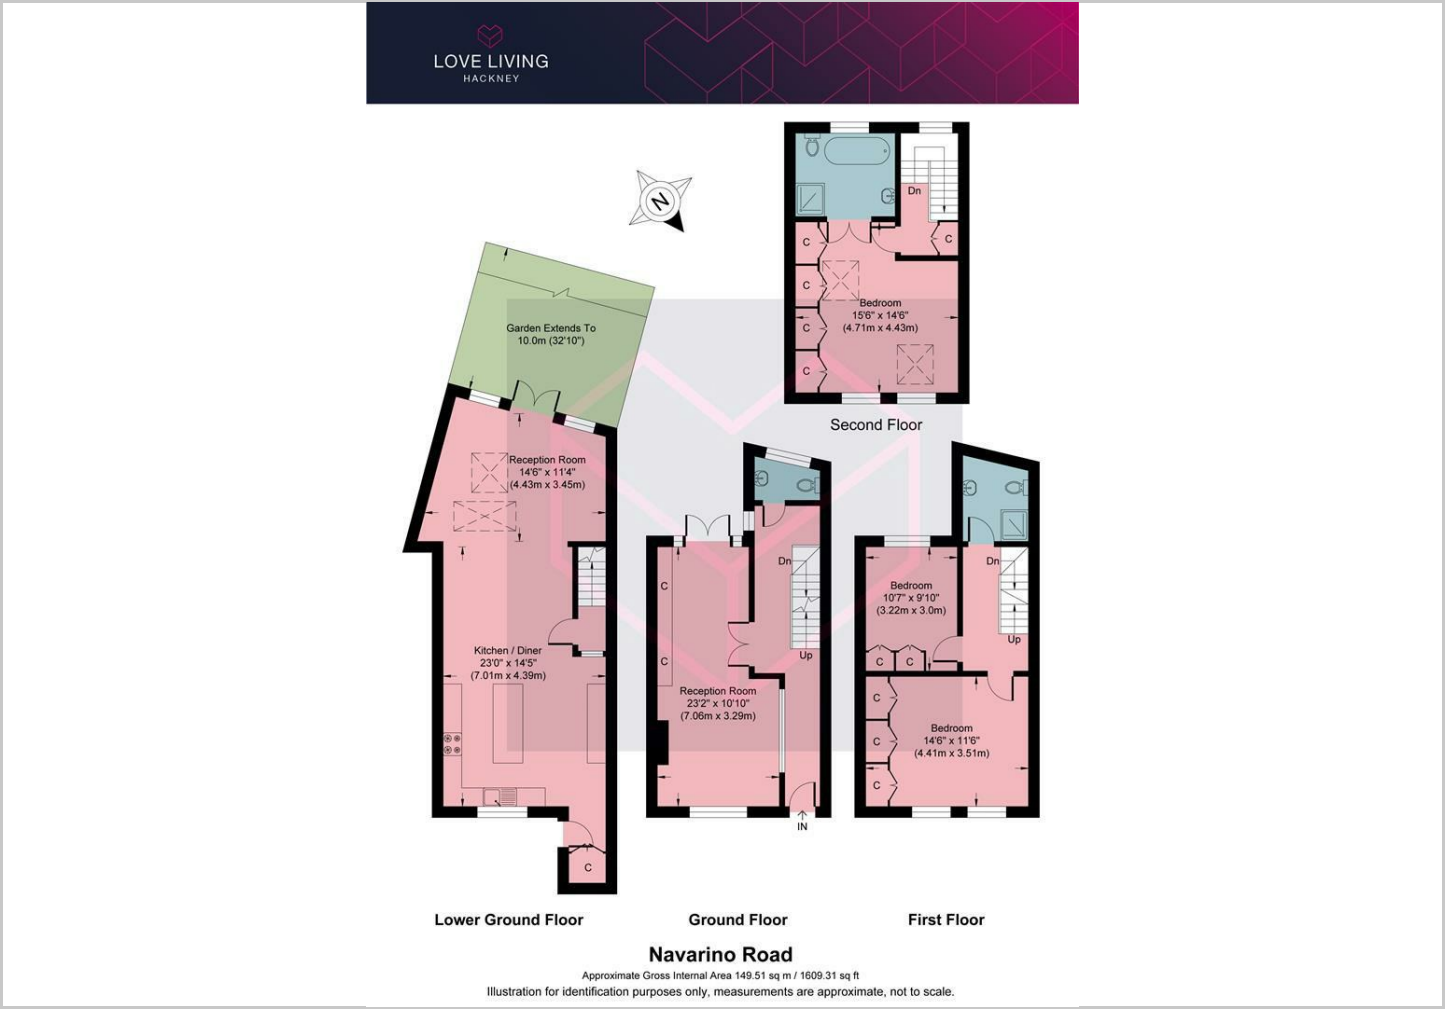 LOVE LIVING
HACKNEY
N
Dn
C
C
C
C
C
Bedroom
15'6" x 14'6"
(4.71m x 4.43m)
Second Floor
Garden Extends To
10.0m (32'10")
Reception Room
14'6" x 11'4"
(4.43m x 3.45m)
Kitchen / Diner
23'0" x 14'5"
(7.01m x 4.39m)
C
Lower Ground Floor
Dn
Up
C
C
Reception Room
23'2" x 10'10"
(7.06m x 3.29m)
IN
Ground Floor
Dn
Up
Bedroom
10'7" x 9'10"
(3.22m x 3.0m)
C
C
C
C
C
Bedroom
14'6" x 11'6"
(4.41m x 3.51m)
First Floor
Navarino Road
Approximate Gross Internal Area 149.51 sq m / 1609.31 sq ft
Illustration for identification purposes only, measurements are approximate, not to scale.